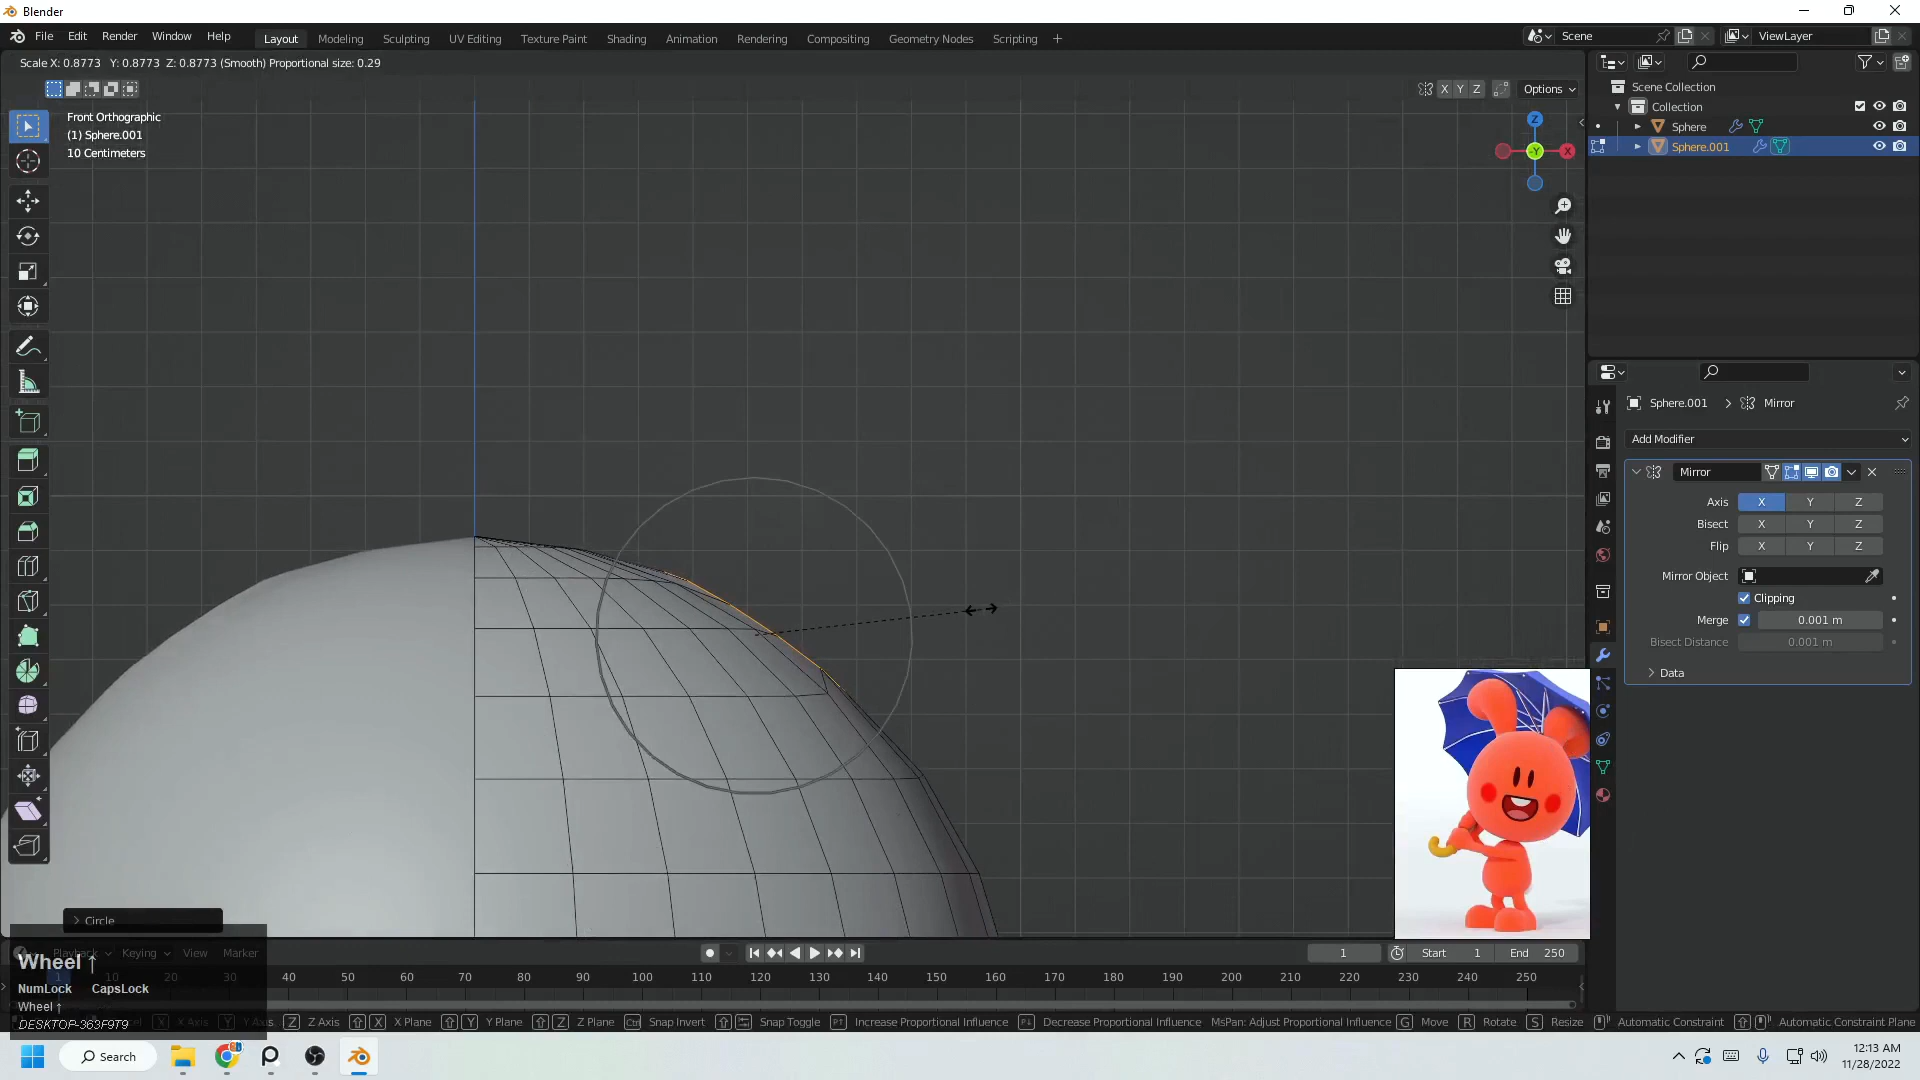 Blender
File Edit Render Window Help
Layout Modeling Sculpting UV Editing Texture Paint Shading Animation Rendering Compositing Geometry Nodes Scripting +
Scene ViewLayer
Scale X: 0.8773 Y: 0.8773 Z: 0.8773 (Smooth) Proportional size: 0.29
X Y Z Options
Front Orthographic
(1) Sphere.001
10 Centimeters
Z
-Y
X
Scene Collection
Collection
Sphere
Sphere.001
Sphere.001 > Mirror
Add Modifier
Mirror
Axis X Y Z
Bisect X Y Z
Flip X Y Z
Mirror Object
Clipping
Merge 0.001 m
Bisect Distance 0.001 m
Data
Circle
Playback Keying View Marker
1 Start 1 End 250
1 10 20 30 40 50 60 70 80 90 100 110 120 130 140 150 160 170 180 190 200 210 220 230 240 250
Wheel ↑
NumLock CapsLock
Wheel ↑
DESKTOP-363F9T9
X X Axis Y Y Axis Z Z Axis X X Plane Y Y Plane Z Z Plane Ctrl Snap Invert Snap Toggle Increase Proportional Influence Decrease Proportional Influence MsPan: Adjust Proportional Influence G Move R Rotate S Resize Automatic Constraint Automatic Constraint Plane
Search
12:13 AM
11/28/2022